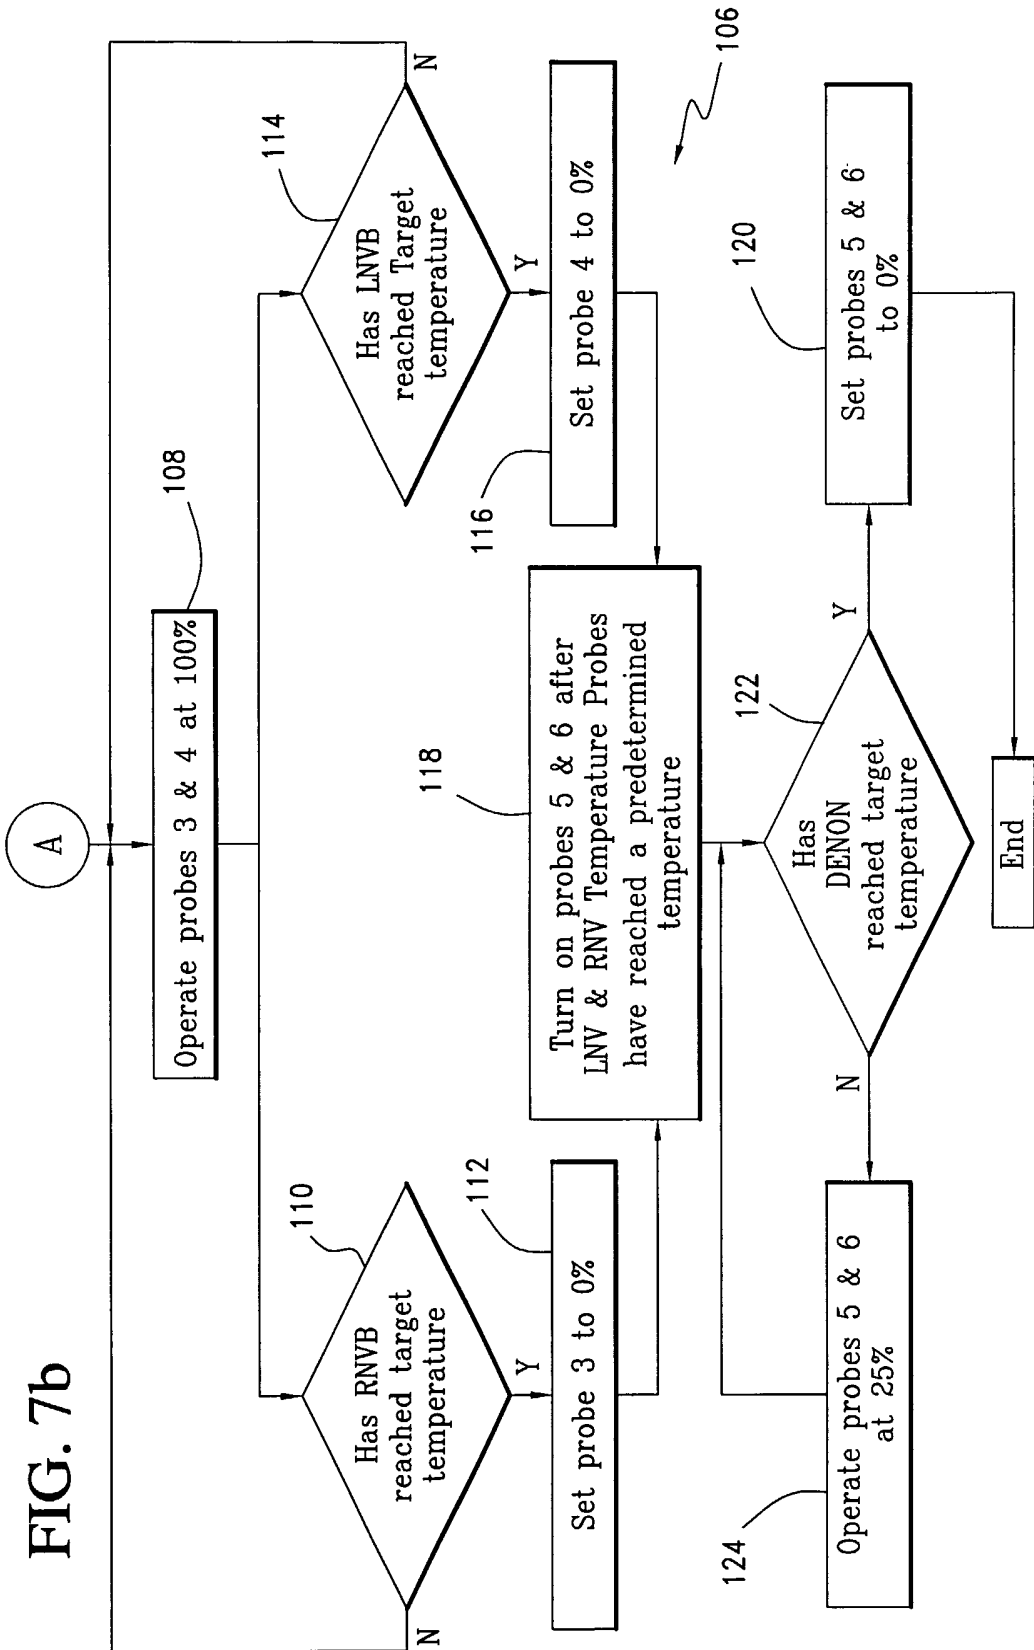 FIG. 7b
A
Operate probes 3 & 4 at 100%
108
Has RNVB
reached target
temperature
110
N
Y
Has LNVB
reached Target
temperature
114
N
Y
Set probe 3 to 0%
112
Set probe 4 to 0%
116
Turn on probes 5 & 6 after
LNV & RNV Temperature Probes
have reached a predetermined
temperature
118
106
Has
DENON
reached target
temperature
122
N
Y
Operate probes 5 & 6
at 25%
124
Set probes 5 & 6
to 0%
120
End